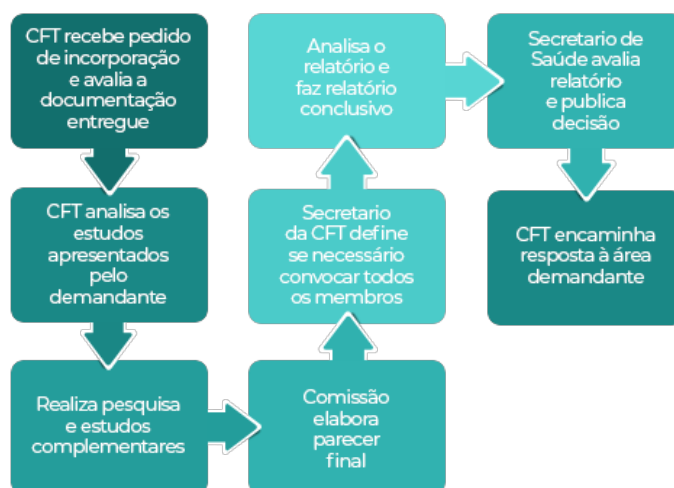 CFT recebe pedido
de incorporação
e avalia a
documentação
entregue
CFT analisa os
estudos
apresentados
pelo
demandante
Realiza pesquisa
e estudos
complementares
Comissão
elabora
parecer
final
Secretario
da CFT define
se necessário
convocar todos
os membros
Analisa o
relatório e
faz relatório
conclusivo
Secretario de
Saúde avalia
relatório
e publica
decisão
CFT encaminha
resposta à área
demandante